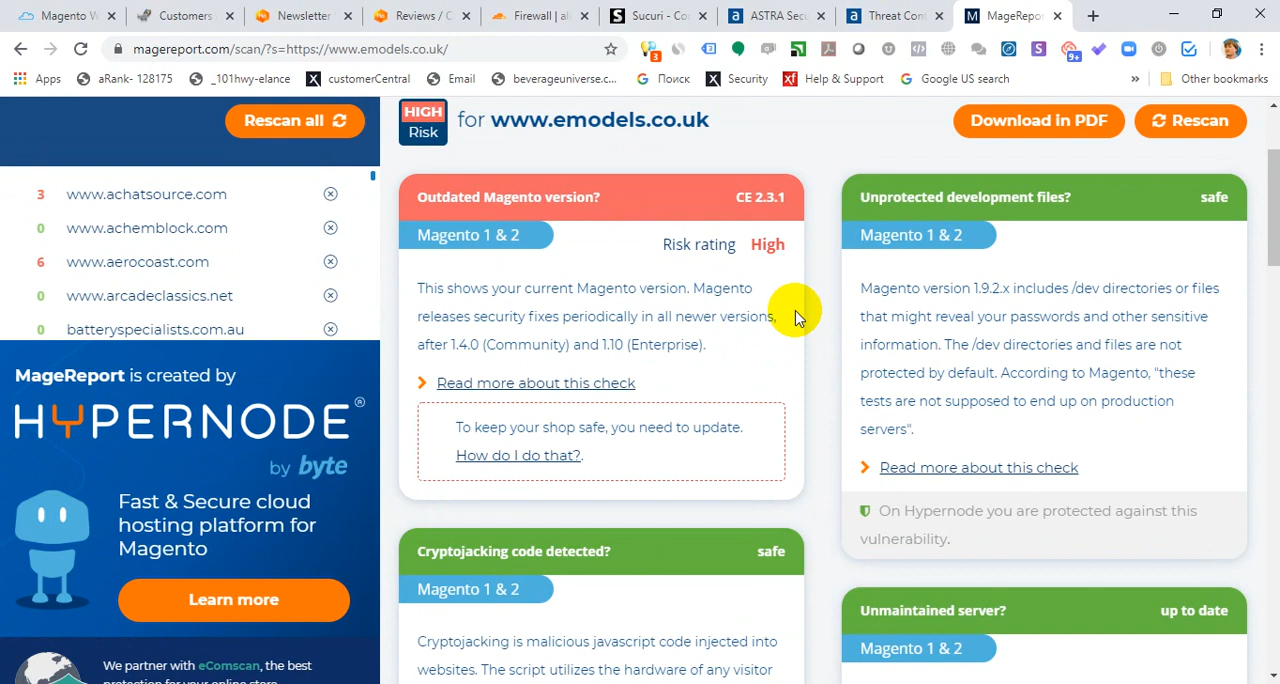 Magento W
Customers
Newsletter
Reviews / C
Firewall | al
Sucuri - Co
ASTRA Secu
Threat Con
MageRepor
magereport.com/scan/?s=https://www.emodels.co.uk/
3
9+
Apps
aRank- 128175
_101hwy-elance
customerCentral
Email
beverageuniverse.c...
Поиск
Security
Help & Support
Google US search
»
Other bookmarks
Rescan all
3 www.achatsource.com
0 www.achemblock.com
6 www.aerocoast.com
0 www.arcadeclassics.net
0 batteryspecialists.com.au
MageReport is created by
HYPERNODE®
by byte
Fast & Secure cloud
hosting platform for
Magento
Learn more
We partner with eComscan, the best
protection for your online store
HIGH
Risk
for www.emodels.co.uk
Download in PDF
Rescan
Outdated Magento version? CE 2.3.1
Magento 1 & 2
Risk rating High
This shows your current Magento version. Magento
releases security fixes periodically in all newer versions,
after 1.4.0 (Community) and 1.10 (Enterprise).
Read more about this check
To keep your shop safe, you need to update.
How do I do that?.
Cryptojacking code detected? safe
Magento 1 & 2
Cryptojacking is malicious javascript code injected into
websites. The script utilizes the hardware of any visitor
Unprotected development files? safe
Magento 1 & 2
Magento version 1.9.2.x includes /dev directories or files
that might reveal your passwords and other sensitive
information. The /dev directories and files are not
protected by default. According to Magento, "these
tests are not supposed to end up on production
servers".
Read more about this check
On Hypernode you are protected against this
vulnerability.
Unmaintained server? up to date
Magento 1 & 2